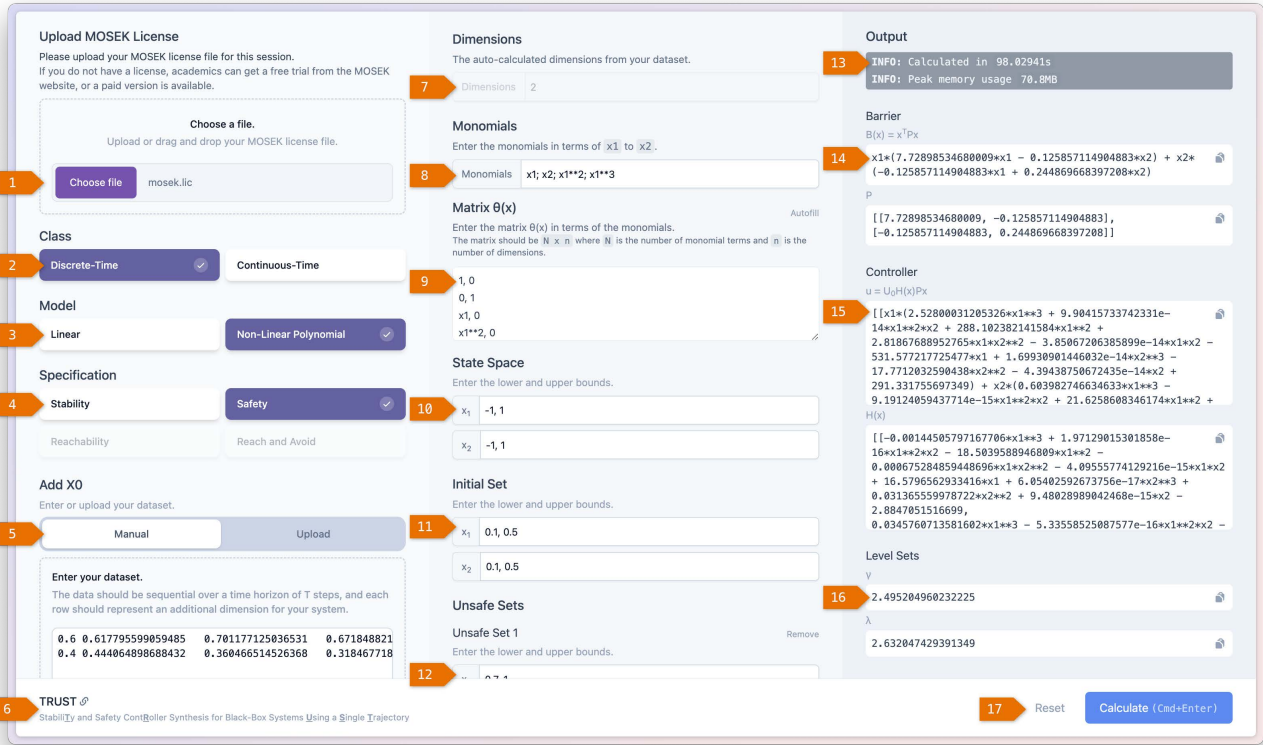 Upload MOSEK License
Please upload your MOSEK license file for this session.
If you do not have a license, academics can get a free trial from the MOSEK
website, or a paid version is available.
Choose a file.
Upload or drag and drop your MOSEK license file.
1
Choose file
mosek.lic
Class
2
Discrete-Time
Continuous-Time
Model
3
Linear
Non-Linear Polynomial
Specification
4
Stability
Safety
Reachability
Reach and Avoid
Add X0
Enter or upload your dataset.
5
Manual
Upload
Enter your dataset.
The data should be sequential over a time horizon of T steps, and each
row should represent an additional dimension for your system.
0.6 0.617795599059485 0.701177125036531 0.671848821
0.4 0.444064898688432 0.360466514526368 0.318467718
6
TRUST
StabiliTy and Safety ContRoller Synthesis for Black-Box Systems Using a Single Trajectory
Dimensions
The auto-calculated dimensions from your dataset.
7
Dimensions 2
Monomials
Enter the monomials in terms of x1 to x2.
8
Monomials x1; x2; x1**2; x1**3
Matrix θ(x)
Autofill
Enter the matrix θ(x) in terms of the monomials.
The matrix should be N x n where N is the number of monomial terms and n is the
number of dimensions.
9
1, 0
0, 1
x1, 0
x1**2, 0
State Space
Enter the lower and upper bounds.
10
x₁ -1, 1
x₂ -1, 1
Initial Set
Enter the lower and upper bounds.
11
x₁ 0.1, 0.5
x₂ 0.1, 0.5
Unsafe Sets
Unsafe Set 1
Remove
Enter the lower and upper bounds.
12
0.7, 1
Output
13
INFO: Calculated in 98.02941s
INFO: Peak memory usage 70.8MB
Barrier
B(x) = xᵀPx
14
x1*(7.72898534680009*x1 - 0.125857114904883*x2) + x2*
(-0.125857114904883*x1 + 0.244869668397208*x2)
P
[[7.72898534680009, -0.125857114904883],
[-0.125857114904883, 0.244869668397208]]
Controller
u = U₀H(x)Px
15
[[x1*(2.52800031205326*x1**3 + 9.90415733742331e-
14*x1**2*x2 + 288.102382141584*x1**2 +
2.81867688952765*x1*x2**2 - 3.85067206385899e-14*x1*x2 -
531.577217725477*x1 + 1.69930901446032e-14*x2**3 -
17.7712032590438*x2**2 - 4.39438750672435e-14*x2 +
291.331755697349) + x2*(0.603982746634633*x1**3 -
9.19124059437714e-15*x1**2*x2 + 21.6258608346174*x1**2 +
H(x)
[[-0.00144505797167706*x1**3 + 1.97129015301858e-
16*x1**2*x2 - 18.5039588946809*x1**2 -
0.000675284859448696*x1*x2**2 - 4.09555774129216e-15*x1*x2
+ 16.5796562933416*x1 + 6.05402592673756e-17*x2**3 +
0.031365559978722*x2**2 + 9.48028989042468e-15*x2 -
2.8847051516699,
0.0345760713581602*x1**3 - 5.33558525087577e-16*x1**2*x2 -
Level Sets
γ
16
2.495204960232225
λ
2.632047429391349
17
Reset
Calculate (Cmd+Enter)